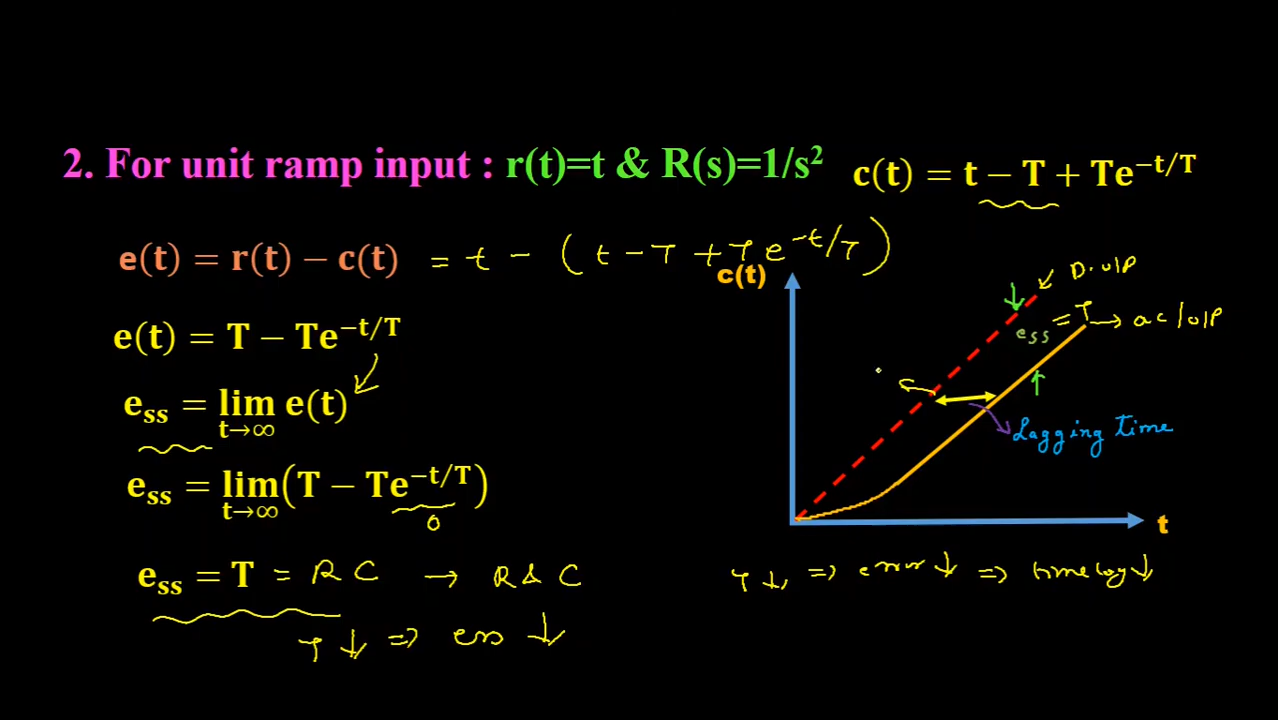 2. For unit ramp input : r(t)=t & R(s)=1/s²
c(t) = t − T + Te^{−t/T}
e(t) = r(t) − c(t) = t − (t − T + Te^{−t/T})
e(t) = T − Te^{−t/T}
e_ss = lim_{t→∞} e(t)
e_ss = lim_{t→∞} (T − Te^{−t/T})
0
e_ss = T = RC → R & C
T ↓ ⇒ ess ↓
c(t)
D. o/P
ess = T → ac/o/P
Lagging time
t
T ↓, ⇒ error ↓ ⇒ time lag ↓